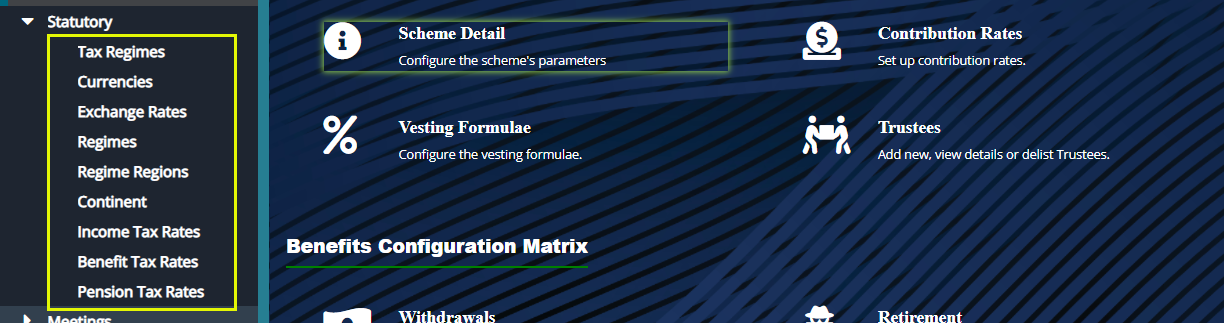 Statutory
Tax Regimes
Currencies
Exchange Rates
Regimes
Regime Regions
Continent
Income Tax Rates
Benefit Tax Rates
Pension Tax Rates
Meetings
Scheme Detail
Configure the scheme's parameters
Contribution Rates
Set up contribution rates.
Vesting Formulae
Configure the vesting formulae.
Trustees
Add new, view details or delist Trustees.
Benefits Configuration Matrix
Withdrawals
Retirement